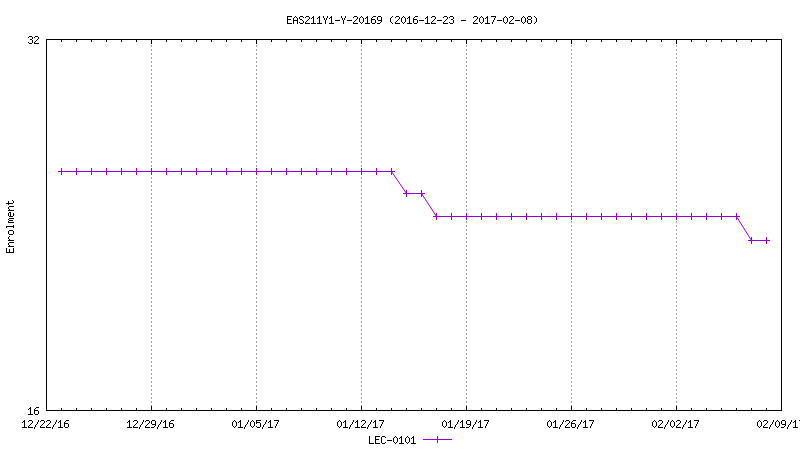 EAS211Y1-Y-20169 (2016-12-23 - 2017-02-08)
32
Enrolment
16
12/22/16 12/29/16 01/05/17 01/12/17 01/19/17 01/26/17 02/02/17 02/09/1
LEC-0101